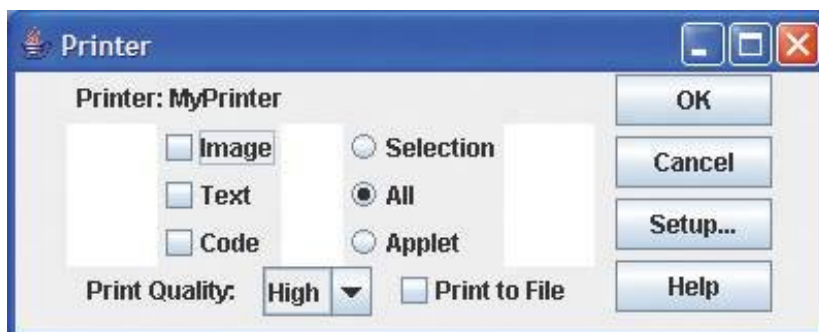 Printer
Printer: MyPrinter
OK
Image
Selection
Cancel
Text
All
Setup...
Code
Applet
Print Quality:
High
Print to File
Help